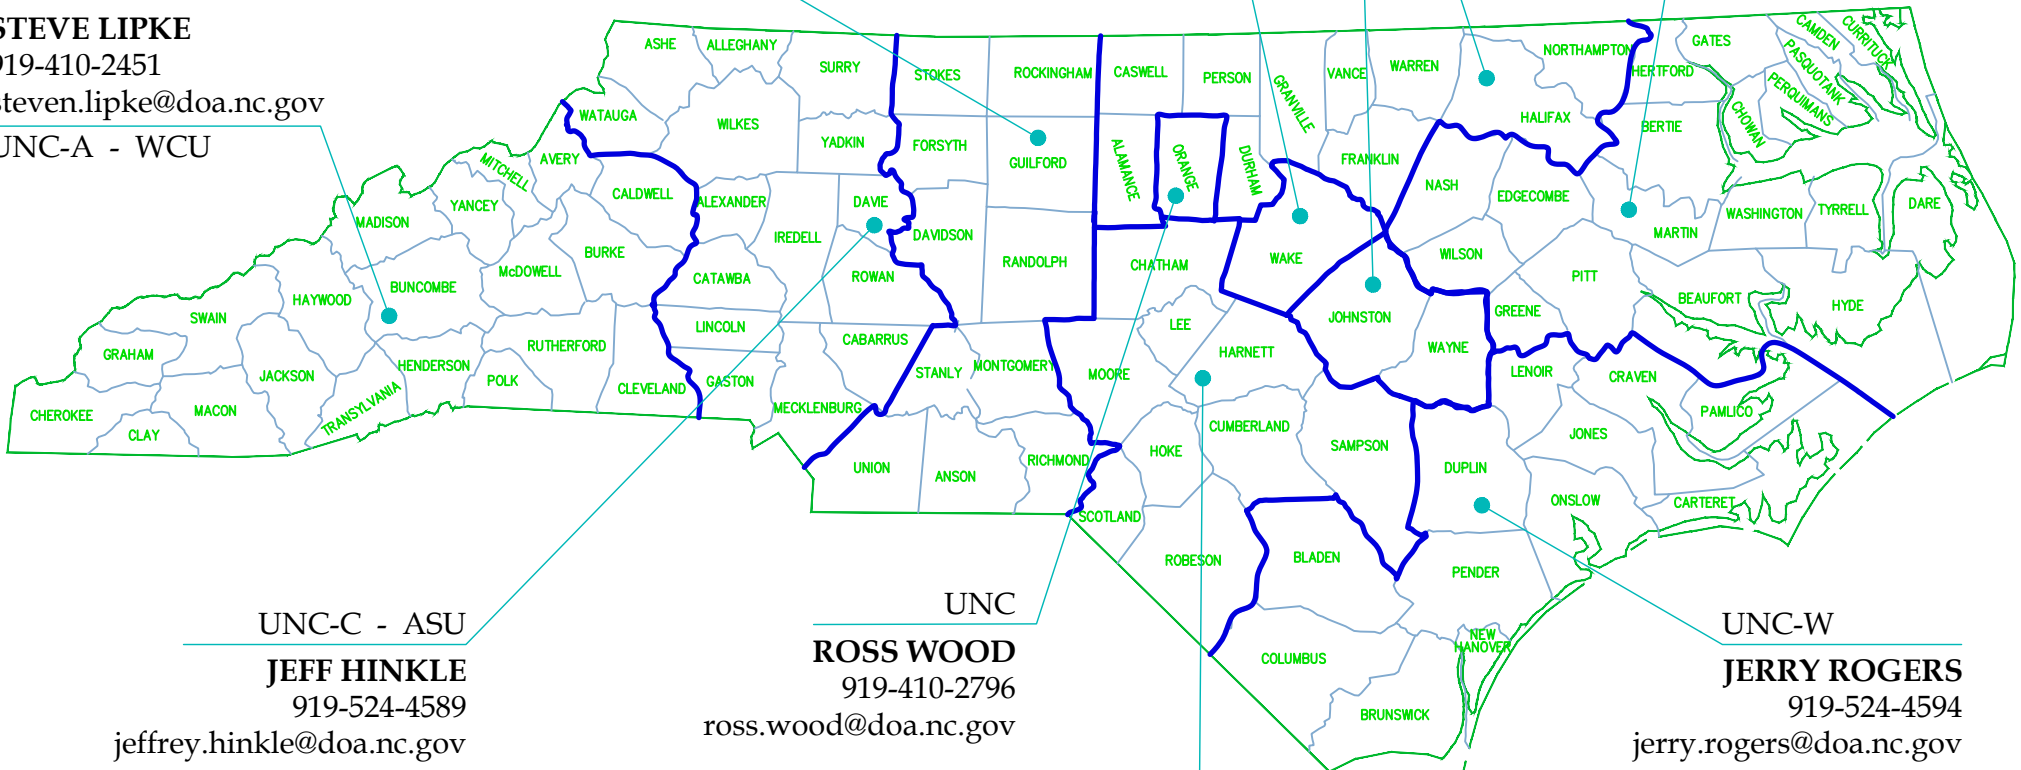 STEVE LIPKE
919-410-2451
steven.lipke@doa.nc.gov
UNC-A - WCU
ASHE
ALLEGHANY
SURRY
STOKES
ROCKINGHAM
CASWELL
PERSON
GRANVILLE
VANCE
WARREN
NORTHAMPTON
GATES
CAMDEN
CURRITUCK
PASQUOTANK
PERQUIMANS
HERTFORD
CHOWAN
WATAUGA
WILKES
YADKIN
FORSYTH
GUILFORD
ALAMANCE
ORANGE
DURHAM
FRANKLIN
HALIFAX
BERTIE
MITCHELL
AVERY
CALDWELL
ALEXANDER
DAVIE
NASH
EDGECOMBE
MADISON
YANCEY
IREDELL
DAVIDSON
RANDOLPH
CHATHAM
WAKE
WILSON
MARTIN
WASHINGTON
TYRRELL
DARE
BURKE
McDOWELL
CATAWBA
ROWAN
PITT
HAYWOOD
BUNCOMBE
SWAIN
LINCOLN
CABARRUS
LEE
JOHNSTON
GREENE
BEAUFORT
HYDE
GRAHAM
JACKSON
HENDERSON
RUTHERFORD
POLK
CLEVELAND
GASTON
STANLY
MONTGOMERY
MOORE
HARNETT
WAYNE
LENOIR
CRAVEN
CHEROKEE
MACON
CLAY
TRANSYLVANIA
MECKLENBURG
UNION
ANSON
RICHMOND
HOKE
CUMBERLAND
SAMPSON
DUPLIN
JONES
PAMLICO
ONSLOW
CARTERET
SCOTLAND
ROBESON
BLADEN
PENDER
COLUMBUS
NEW
HANOVER
BRUNSWICK
UNC-C - ASU
JEFF HINKLE
919-524-4589
jeffrey.hinkle@doa.nc.gov
UNC
ROSS WOOD
919-410-2796
ross.wood@doa.nc.gov
UNC-W
JERRY ROGERS
919-524-4594
jerry.rogers@doa.nc.gov